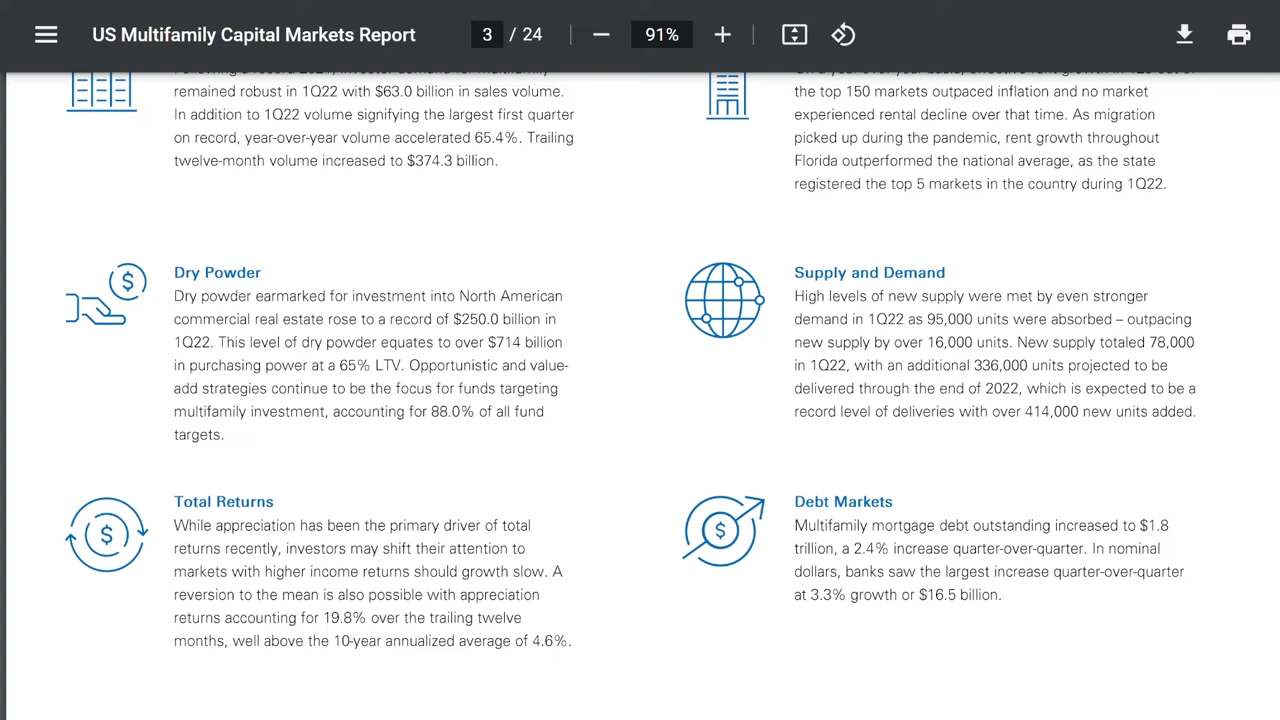 US Multifamily Capital Markets Report
3 / 24
91%
remained robust in 1Q22 with $63.0 billion in sales volume.
In addition to 1Q22 volume signifying the largest first quarter
on record, year-over-year volume accelerated 65.4%. Trailing
twelve-month volume increased to $374.3 billion.
the top 150 markets outpaced inflation and no market
experienced rental decline over that time. As migration
picked up during the pandemic, rent growth throughout
Florida outperformed the national average, as the state
registered the top 5 markets in the country during 1Q22.
$
Dry Powder
Dry powder earmarked for investment into North American
commercial real estate rose to a record of $250.0 billion in
1Q22. This level of dry powder equates to over $714 billion
in purchasing power at a 65% LTV. Opportunistic and value-
add strategies continue to be the focus for funds targeting
multifamily investment, accounting for 88.0% of all fund
targets.
Supply and Demand
High levels of new supply were met by even stronger
demand in 1Q22 as 95,000 units were absorbed – outpacing
new supply by over 16,000 units. New supply totaled 78,000
in 1Q22, with an additional 336,000 units projected to be
delivered through the end of 2022, which is expected to be a
record level of deliveries with over 414,000 new units added.
$
Total Returns
While appreciation has been the primary driver of total
returns recently, investors may shift their attention to
markets with higher income returns should growth slow. A
reversion to the mean is also possible with appreciation
returns accounting for 19.8% over the trailing twelve
months, well above the 10-year annualized average of 4.6%.
$
Debt Markets
Multifamily mortgage debt outstanding increased to $1.8
trillion, a 2.4% increase quarter-over-quarter. In nominal
dollars, banks saw the largest increase quarter-over-quarter
at 3.3% growth or $16.5 billion.